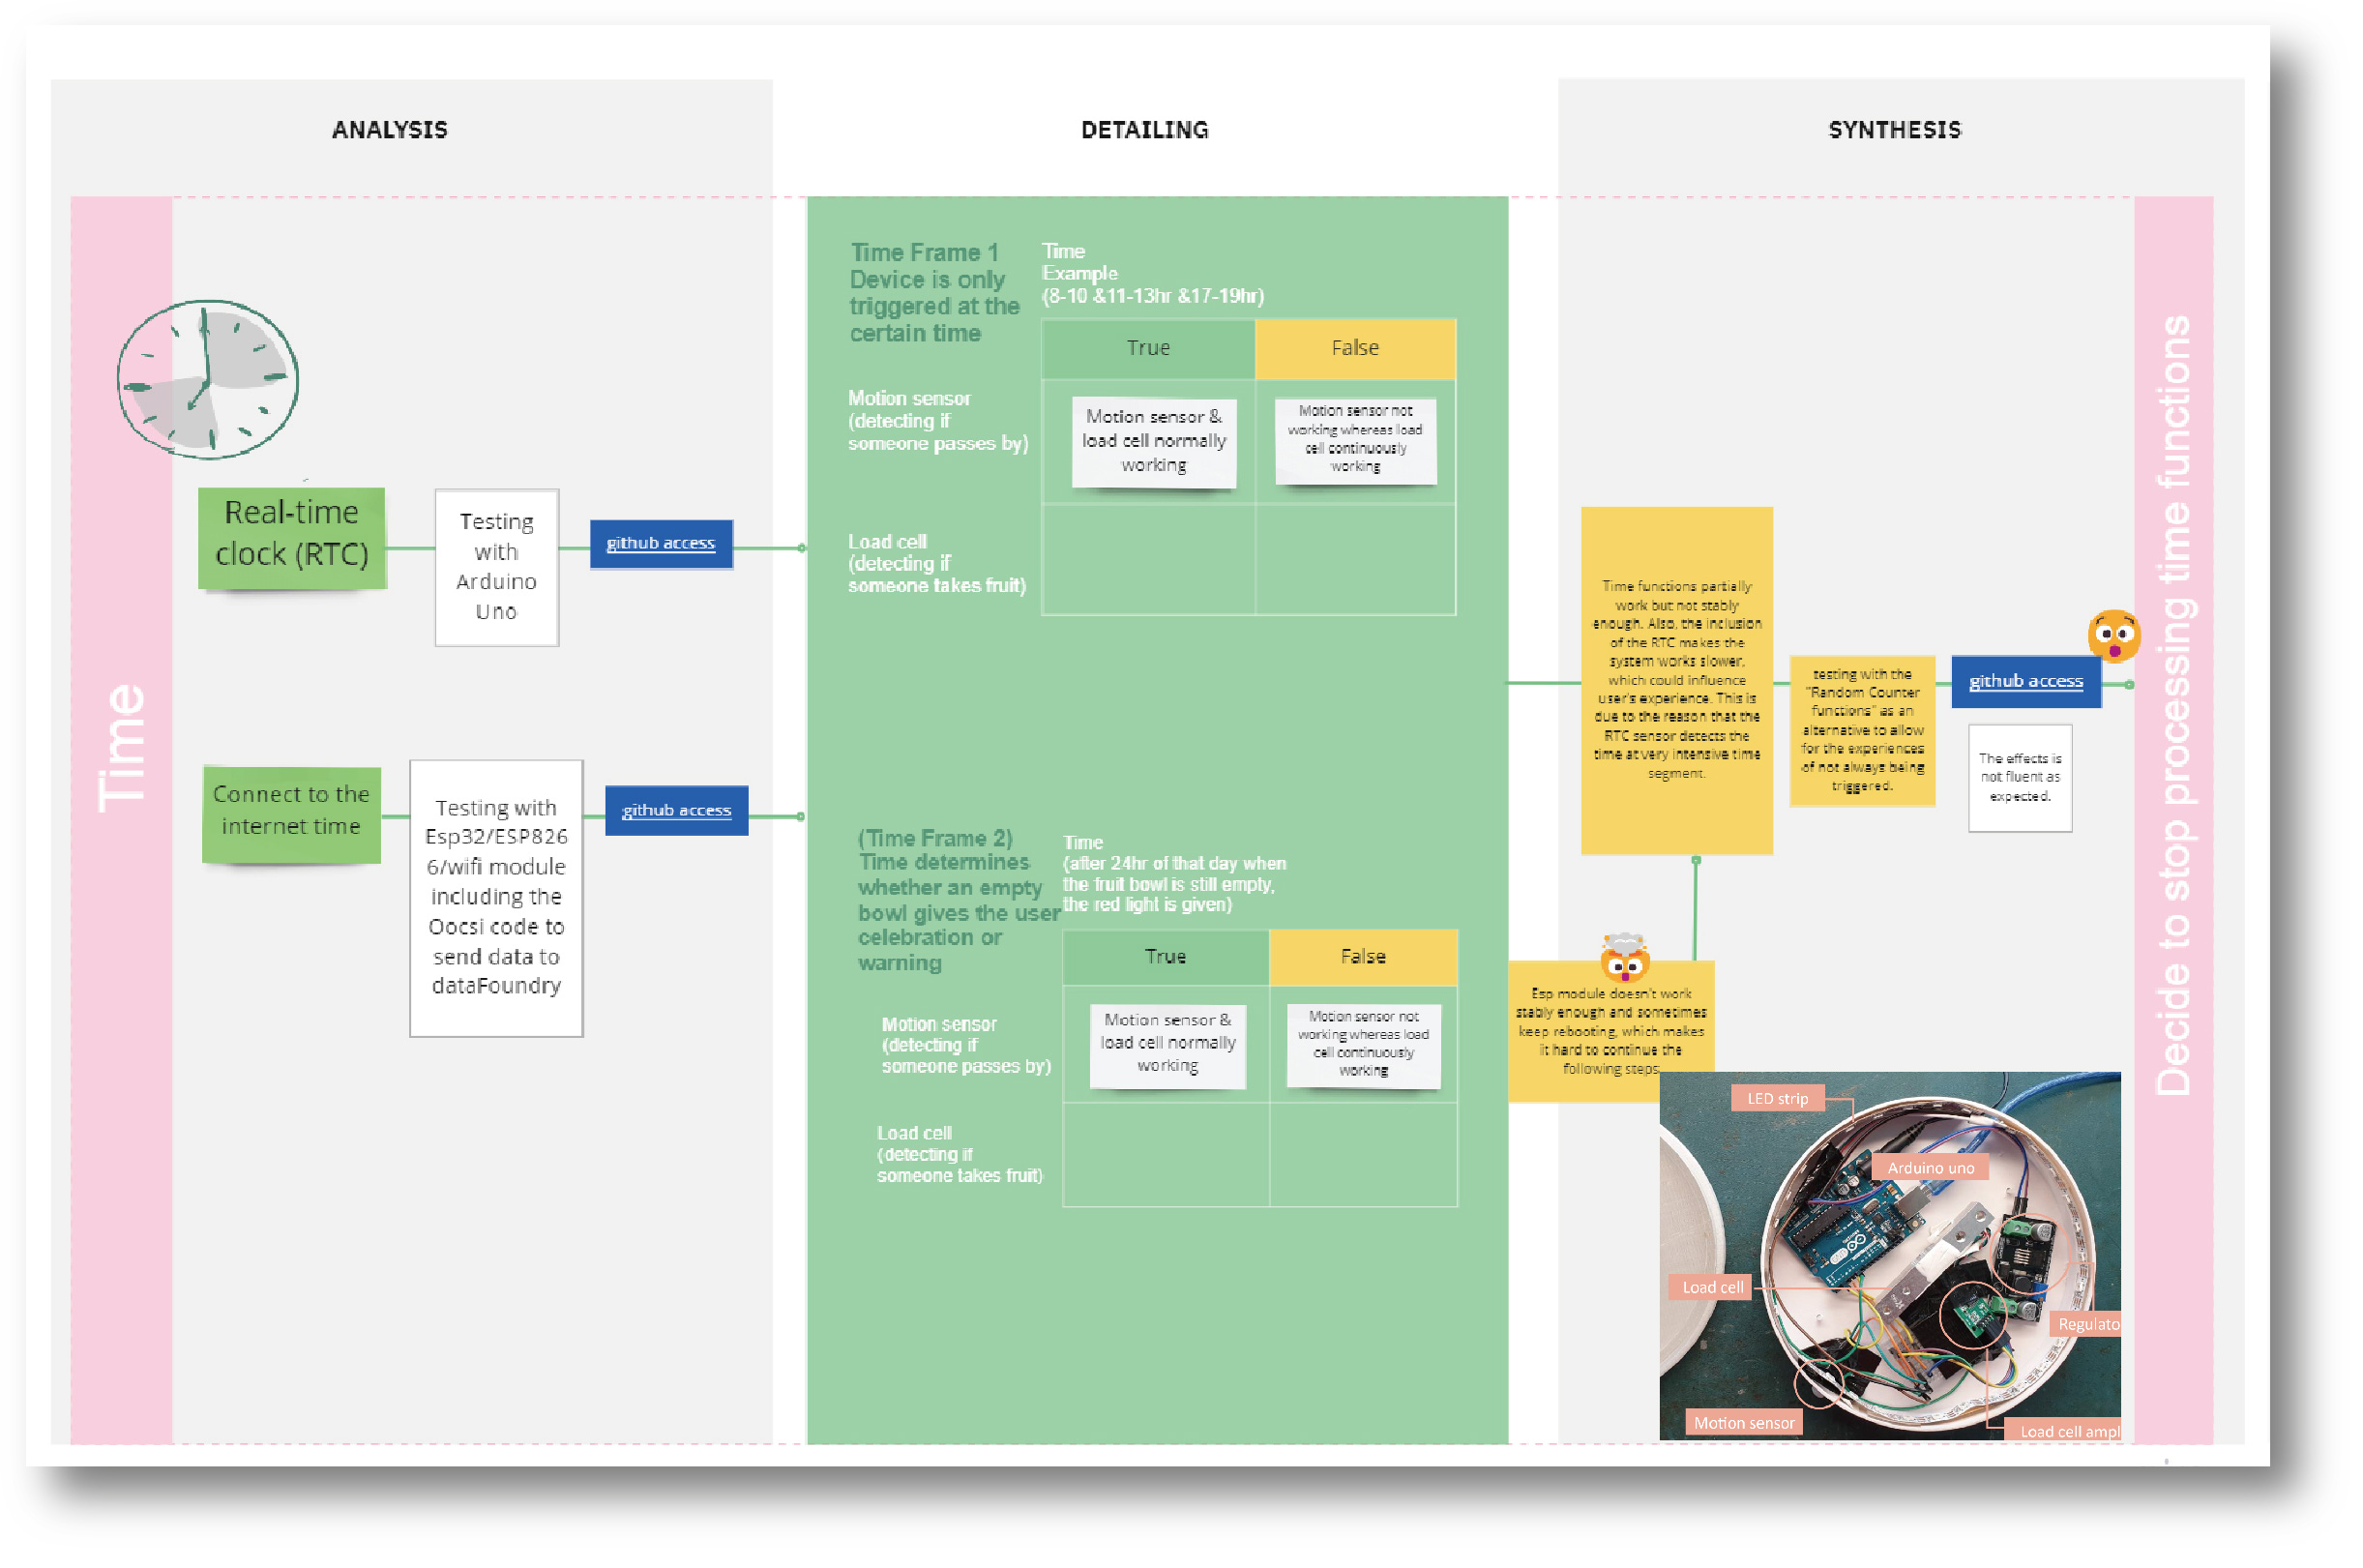 ANALYSIS
DETAILING
SYNTHESIS
Time
Real-time
clock (RTC)
Testing
with
Arduino
Uno
github access
Connect to the
internet time
Testing with
Esp32/ESP826
6/wifi module
including the
Oocsi code to
send data to
dataFoundry
github access
Time Frame 1
Device is only
triggered at the
certain time
Time
Example
(8-10 &11-13hr &17-19hr)
True
False
Motion sensor
(detecting if
someone passes by)
Motion sensor &
load cell normally
working
Motion sensor not
working whereas load
cell continuously
working
Load cell
(detecting if
someone takes fruit)
(Time Frame 2)
Time determines
whether an empty
bowl gives the user
celebration or
warning
Time
(after 24hr of that day when
the fruit bowl is still empty,
the red light is given)
True
False
Motion sensor
(detecting if
someone passes by)
Motion sensor &
load cell normally
working
Motion sensor not
working whereas load
cell continuously
working
Load cell
(detecting if
someone takes fruit)
Time functions partially
work but not stably
enough. Also, the inclusion
of the RTC makes the
system works slower,
which could influence
user's experience. This is
due to the reason that the
RTC sensor detects the
time at very intensive time
segment.
testing with the
"Random Counter
functions" as an
alternative to allow
for the experiences
of not always being
triggered.
github access
The effects is
not fluent as
expected.
Esp module doesn't work
stably enough and sometimes
keep rebooting, which makes
it hard to continue the
following steps.
LED strip
Arduino uno
Load cell
Regulato
Motion sensor
Load cell ampl
Decide to stop processing time functions